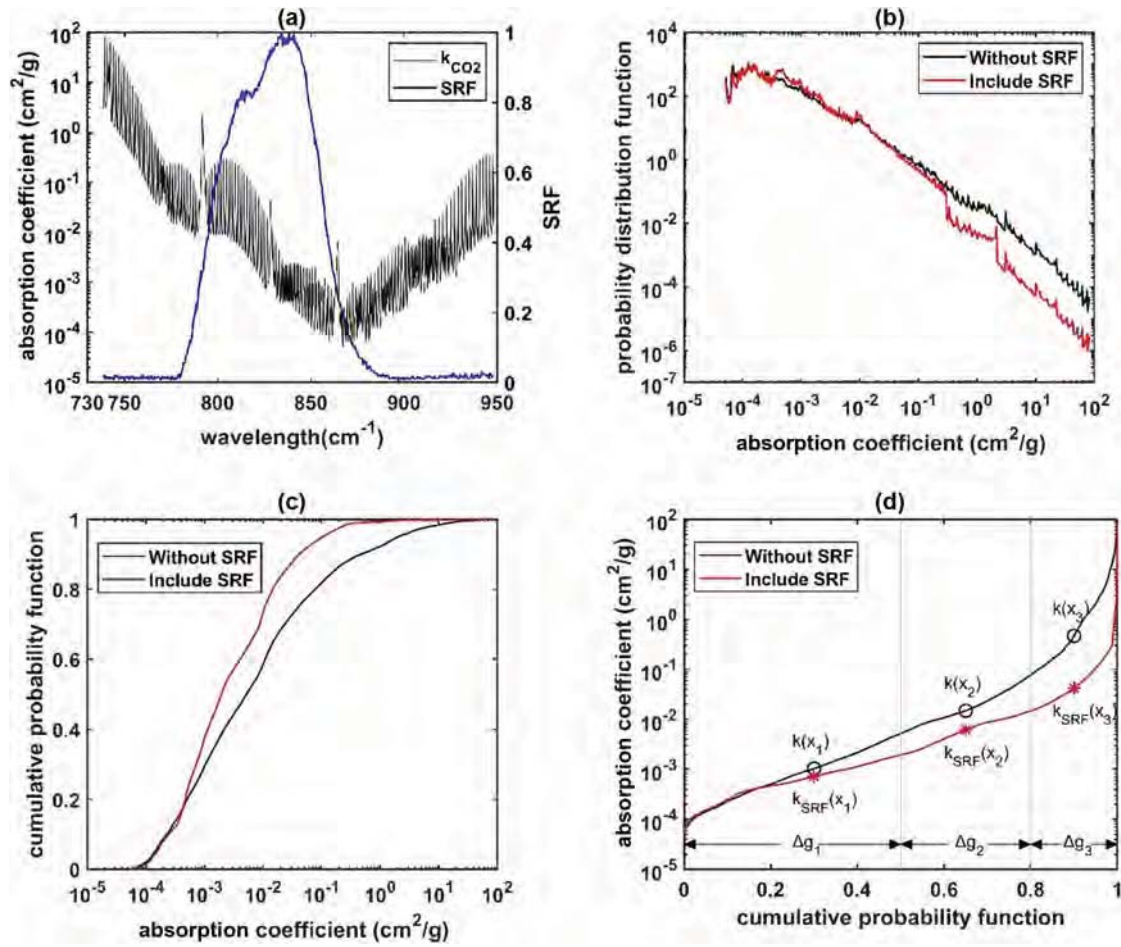 (a)
absorption coefficient (cm²/g)
10² 10¹ 10⁰ 10⁻¹ 10⁻² 10⁻³ 10⁻⁴ 10⁻⁵
k_CO2
SRF
1 0.8 0.6 0.4 0.2 0
SRF
730 750 800 850 900 950
wavelength(cm⁻¹)
(b)
probability distribution function
10⁴ 10² 10⁰ 10⁻² 10⁻⁴ 10⁻⁶ 10⁻⁷
Without SRF
Include SRF
10⁻⁵ 10⁻⁴ 10⁻³ 10⁻² 10⁻¹ 10⁰ 10¹ 10²
absorption coefficient (cm²/g)
(c)
cumulative probability function
1 0.8 0.6 0.4 0.2 0
Without SRF
Include SRF
10⁻⁵ 10⁻⁴ 10⁻³ 10⁻² 10⁻¹ 10⁰ 10¹ 10²
absorption coefficient (cm²/g)
(d)
absorption coefficient (cm²/g)
10² 10¹ 10⁰ 10⁻¹ 10⁻² 10⁻³ 10⁻⁴ 10⁻⁵
Without SRF
Include SRF
k(x₃)
k(x₂)
k_SRF(x₃
k(x₁)
k_SRF(x₂)
k_SRF(x₁)
Δg₁ Δg₂ Δg₃
0 0.2 0.4 0.6 0.8 1
cumulative probability function